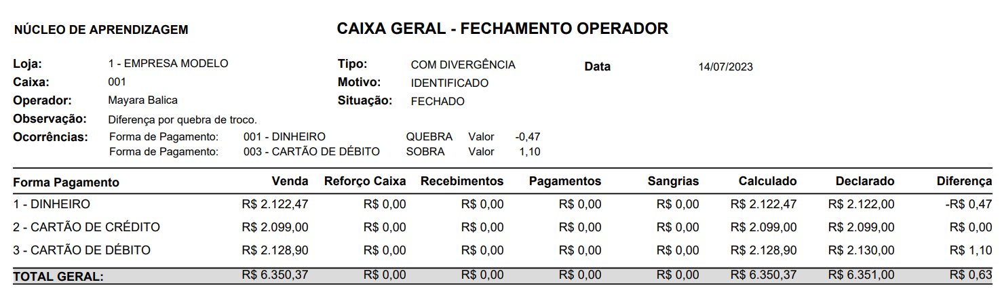 NÚCLEO DE APRENDIZAGEM CAIXA GERAL - FECHAMENTO OPERADOR
Loja: 1 - EMPRESA MODELO Tipo: COM DIVERGÊNCIA Data 14/07/2023
Caixa: 001 Motivo: IDENTIFICADO
Operador: Mayara Balica Situação: FECHADO
Observação: Diferença por quebra de troco.
Ocorrências: Forma de Pagamento: 001 - DINHEIRO QUEBRA Valor -0,47
Forma de Pagamento: 003 - CARTÃO DE DÉBITO SOBRA Valor 1,10
Forma Pagamento Venda Reforço Caixa Recebimentos Pagamentos Sangrias Calculado Declarado Diferença
1 - DINHEIRO R$ 2.122,47 R$ 0,00 R$ 0,00 R$ 0,00 R$ 0,00 R$ 2.122,47 R$ 2.122,00 -R$ 0,47
2 - CARTÃO DE CRÉDITO R$ 2.099,00 R$ 0,00 R$ 0,00 R$ 0,00 R$ 0,00 R$ 2.099,00 R$ 2.099,00 R$ 0,00
3 - CARTÃO DE DÉBITO R$ 2.128,90 R$ 0,00 R$ 0,00 R$ 0,00 R$ 0,00 R$ 2.128,90 R$ 2.130,00 R$ 1,10
TOTAL GERAL: R$ 6.350,37 R$ 0,00 R$ 0,00 R$ 0,00 R$ 0,00 R$ 6.350,37 R$ 6.351,00 R$ 0,63